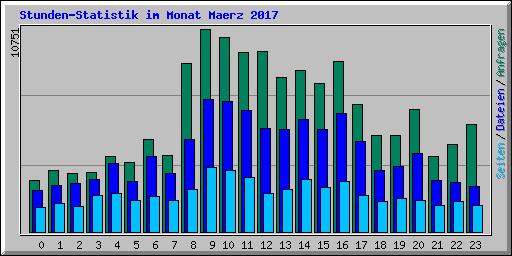 Stunden-Statistik im Monat Maerz 2017
10751
Seiten / Dateien / Anfragen
0 1 2 3 4 5 6 7 8 9 10 11 12 13 14 15 16 17 18 19 20 21 22 23